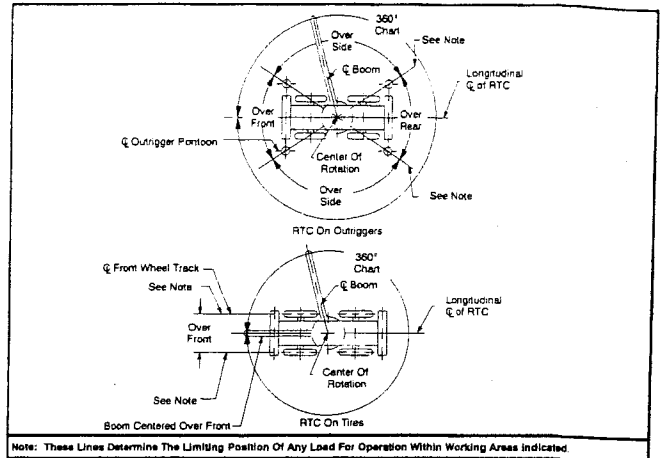 360°
Chart
Over
Side
See Note
℄ Boom
Longitudinal
℄ of RTC
Over
Front
Over
Rear
℄ Outrigger Pontoon
Center Of
Rotation
Over
Side
See Note
RTC On Outriggers
360°
Chart
℄ Front Wheel Track
℄ Boom
See Note
Longitudinal
℄ of RTC
Over
Front
Center Of
Rotation
See Note
Boom Centered Over Front
RTC On Tires
Note: These Lines Determine The Limiting Position Of Any Load For Operation Within Working Areas Indicated.